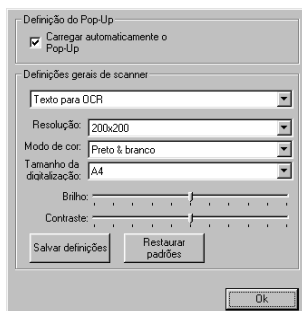 Definição do Pop-Up
Carregar automaticamente o
Pop-Up
Definições gerais de scanner
Texto para OCR
Resolução: 200x200
Modo de cor: Preto & branco
Tamanho da
digitalização: A4
Brilho:
Contraste:
Salvar definições
Restaurar
padrões
Ok